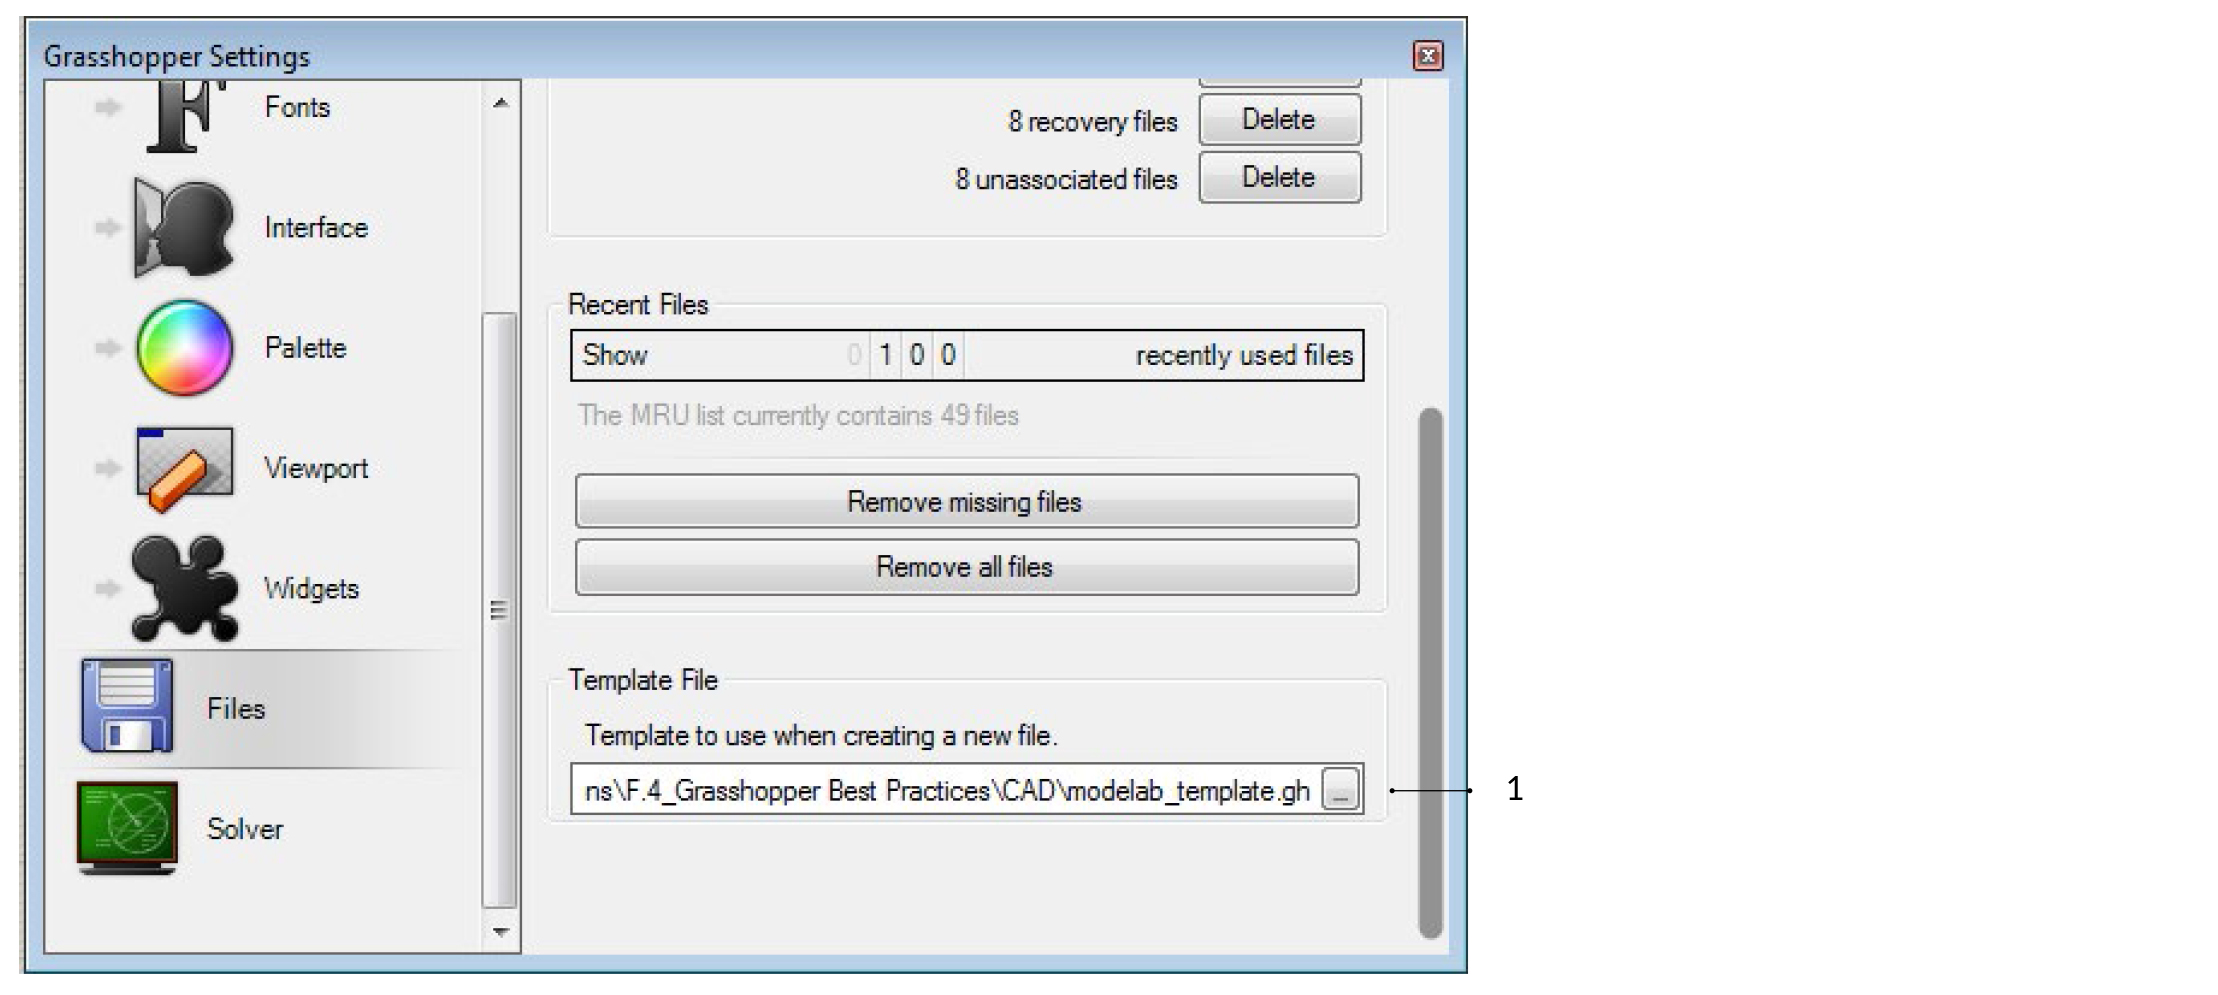 Grasshopper Settings
Fonts
Interface
Palette
Viewport
Widgets
Files
Solver
8 recovery files Delete
8 unassociated files Delete
Recent Files
Show 0 1 0 0 recently used files
The MRU list currently contains 49 files
Remove missing files
Remove all files
Template File
Template to use when creating a new file.
ns\F.4_Grasshopper Best Practices\CAD\modelab_template.gh ...
1